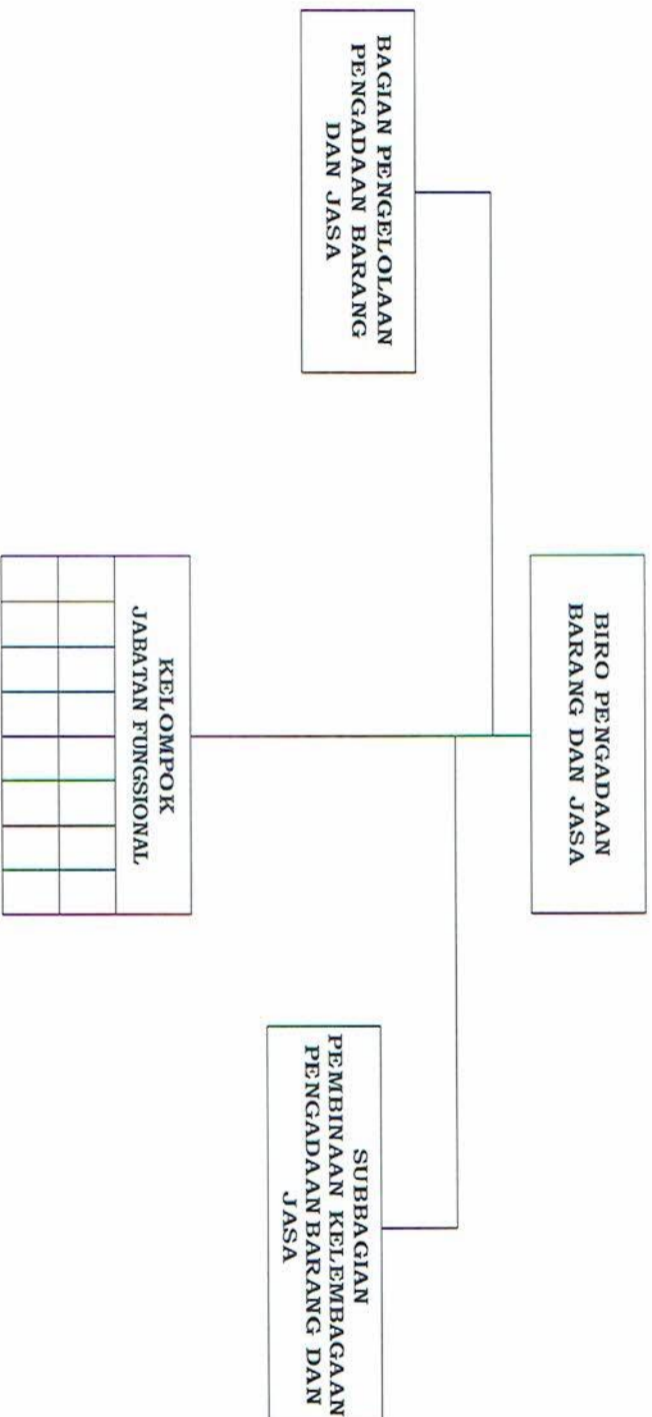 BIRO PENGADAAN
BARANG DAN JASA
BAGIAN PENGELOLAAN
PENGADAAN BARANG
DAN JASA
SUBBAGIAN
PEMBINAAN KELEMBAGAAN
PENGADAAN BARANG DAN
JASA
KELOMPOK
JABATAN FUNGSIONAL